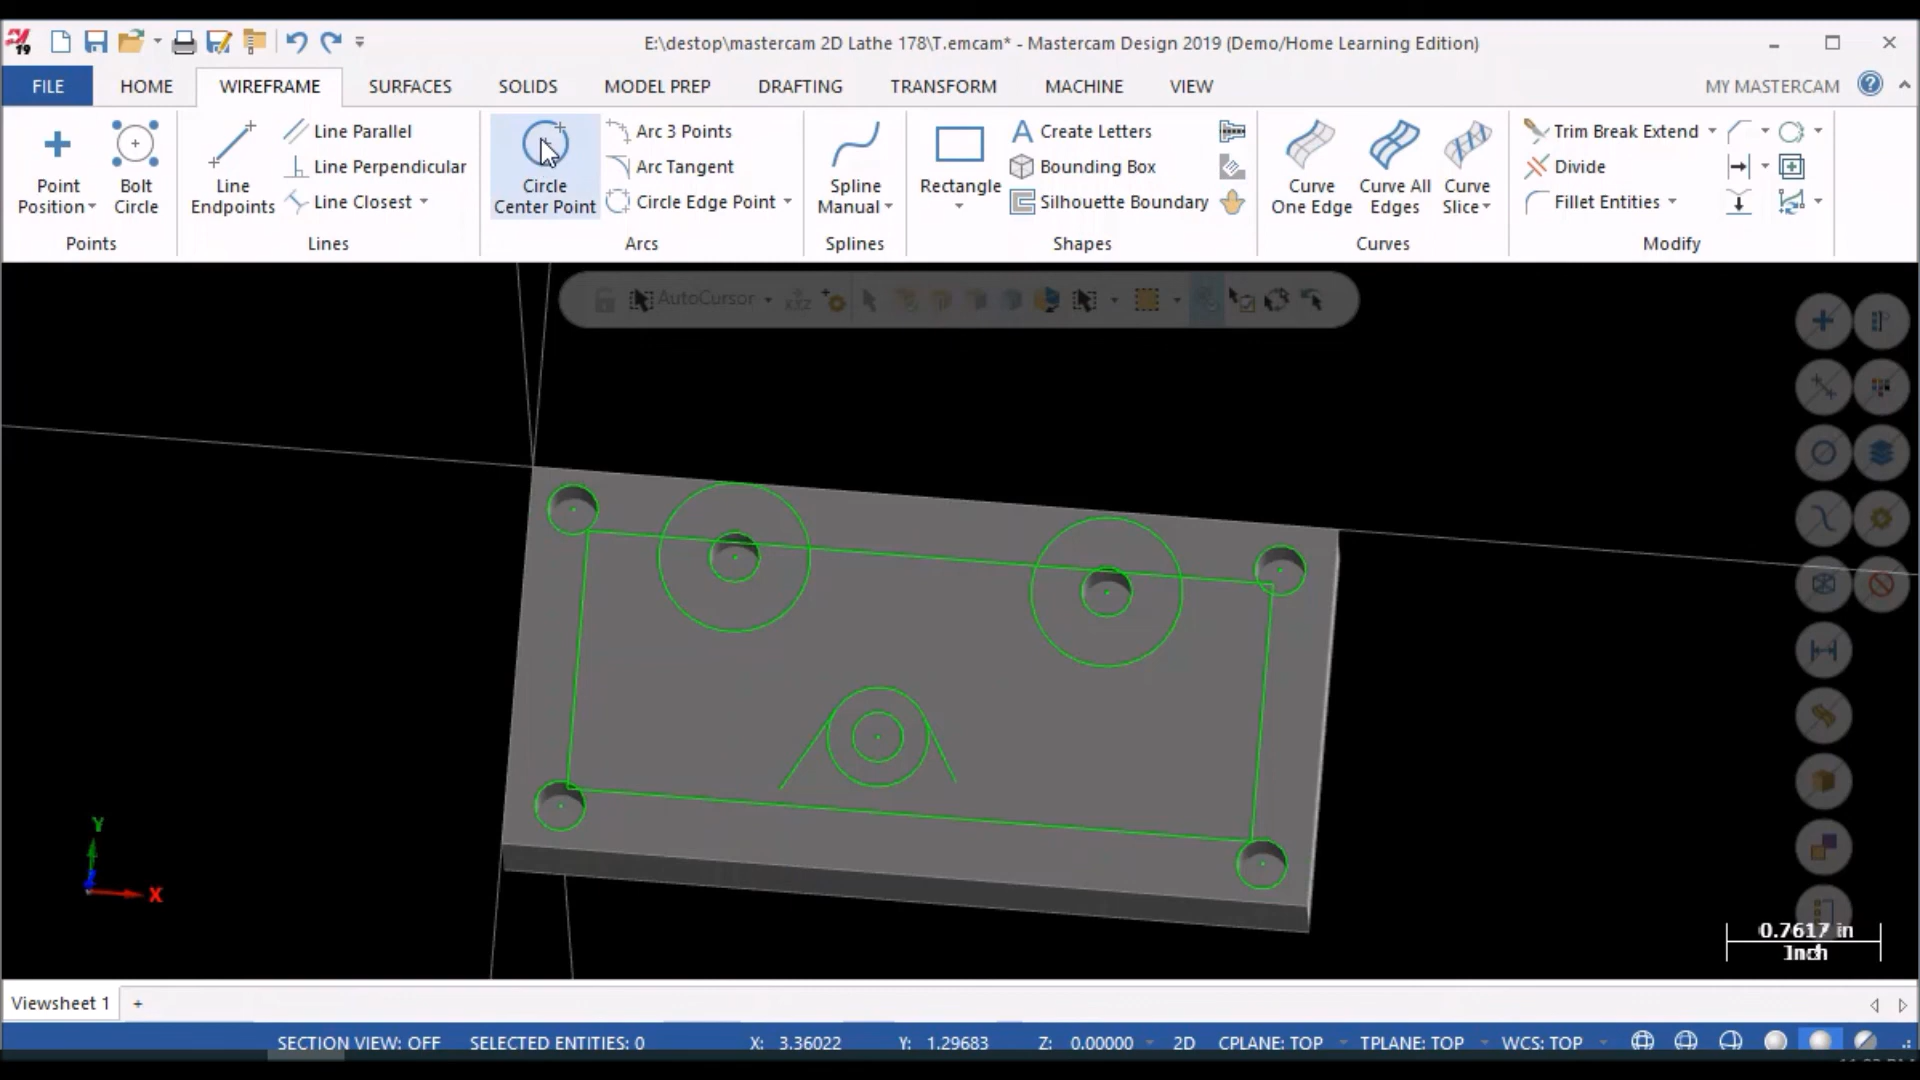 19
E:\destop\mastercam 2D Lathe 178\T.emcam* - Mastercam Design 2019 (Demo/Home Learning Edition)
FILE HOME WIREFRAME SURFACES SOLIDS MODEL PREP DRAFTING TRANSFORM MACHINE VIEW MY MASTERCAM
Point Position
Bolt Circle
Points
Line Endpoints
Line Parallel
Line Perpendicular
Line Closest
Lines
Circle Center Point
Arc 3 Points
Arc Tangent
Circle Edge Point
Arcs
Spline Manual
Splines
Rectangle
Create Letters
Bounding Box
Silhouette Boundary
Shapes
Curve One Edge
Curve All Edges
Curve Slice
Curves
Trim Break Extend
Divide
Fillet Entities
Modify
AutoCursor
XYZ
Y
X
0.7617 in
Inch
Viewsheet 1 +
SECTION VIEW: OFF SELECTED ENTITIES: 0 X: 3.36022 Y: 1.29683 Z: 0.00000 2D CPLANE: TOP TPLANE: TOP WCS: TOP